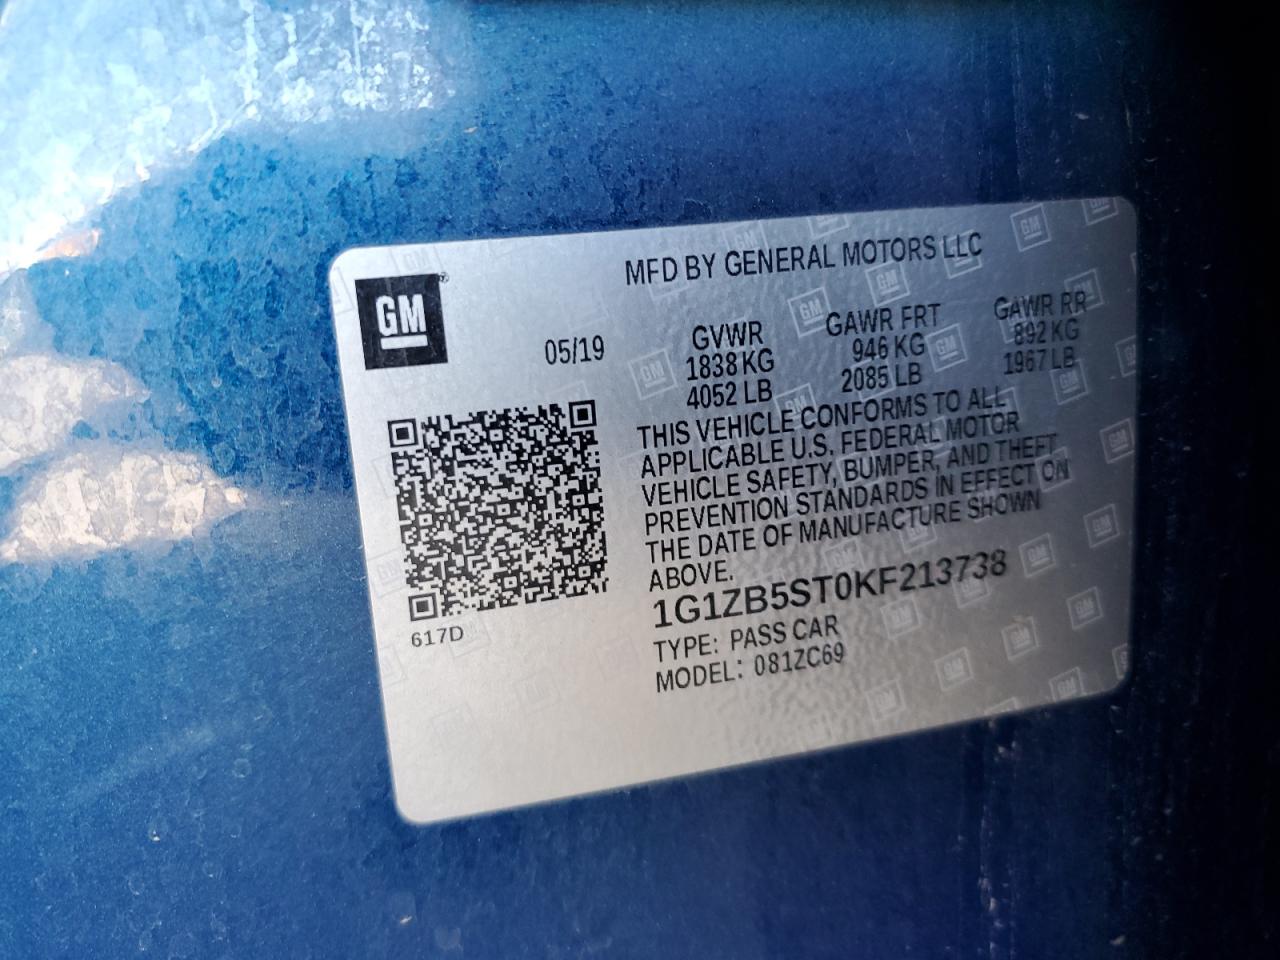 MFD BY GENERAL MOTORS LLC
GM®
05/19
GVWR GAWR FRT GAWR RR
1838 KG 946 KG 892 KG
4052 LB 2085 LB 1967 LB
THIS VEHICLE CONFORMS TO ALL
APPLICABLE U.S. FEDERAL MOTOR
VEHICLE SAFETY, BUMPER, AND THEFT
PREVENTION STANDARDS IN EFFECT ON
THE DATE OF MANUFACTURE SHOWN
ABOVE.
1G1ZB5ST0KF213738
TYPE: PASS CAR
MODEL: 081ZC69
617D